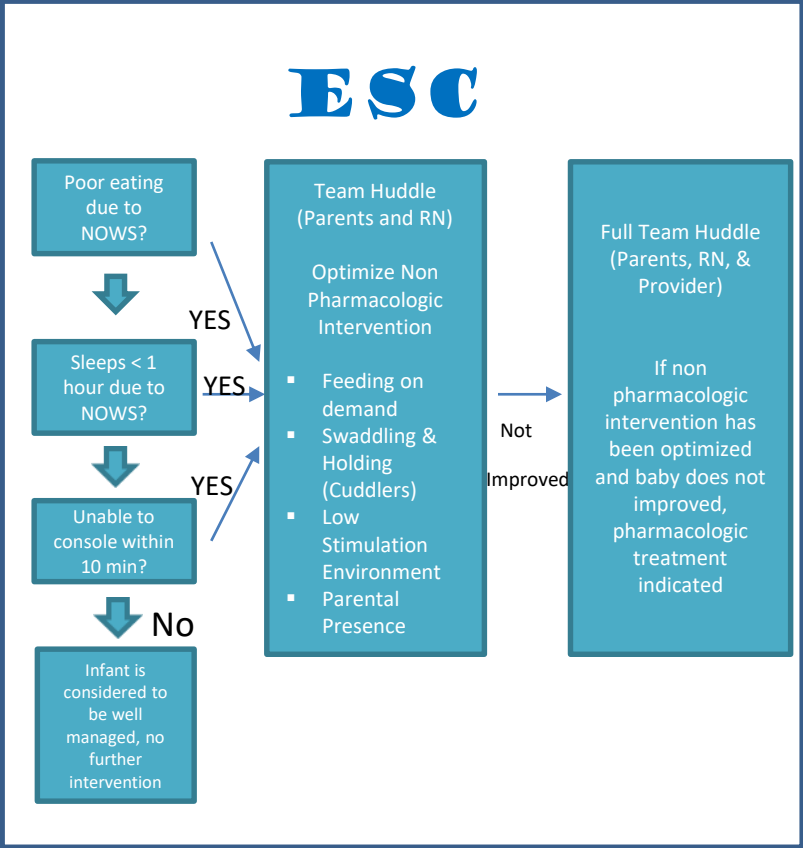 ESC
Poor eating
due to
NOWS?
YES
Sleeps < 1
hour due to
NOWS?
YES
Unable to
console within
10 min?
YES
No
Infant is
considered to
be well
managed, no
further
intervention
Team Huddle
(Parents and RN)
Optimize Non
Pharmacologic
Intervention
▪ Feeding on
demand
▪ Swaddling &
Holding
(Cuddlers)
▪ Low
Stimulation
Environment
▪ Parental
Presence
Not
Improved
Full Team Huddle
(Parents, RN, &
Provider)
If non
pharmacologic
intervention has
been optimized
and baby does not
improved,
pharmacologic
treatment
indicated